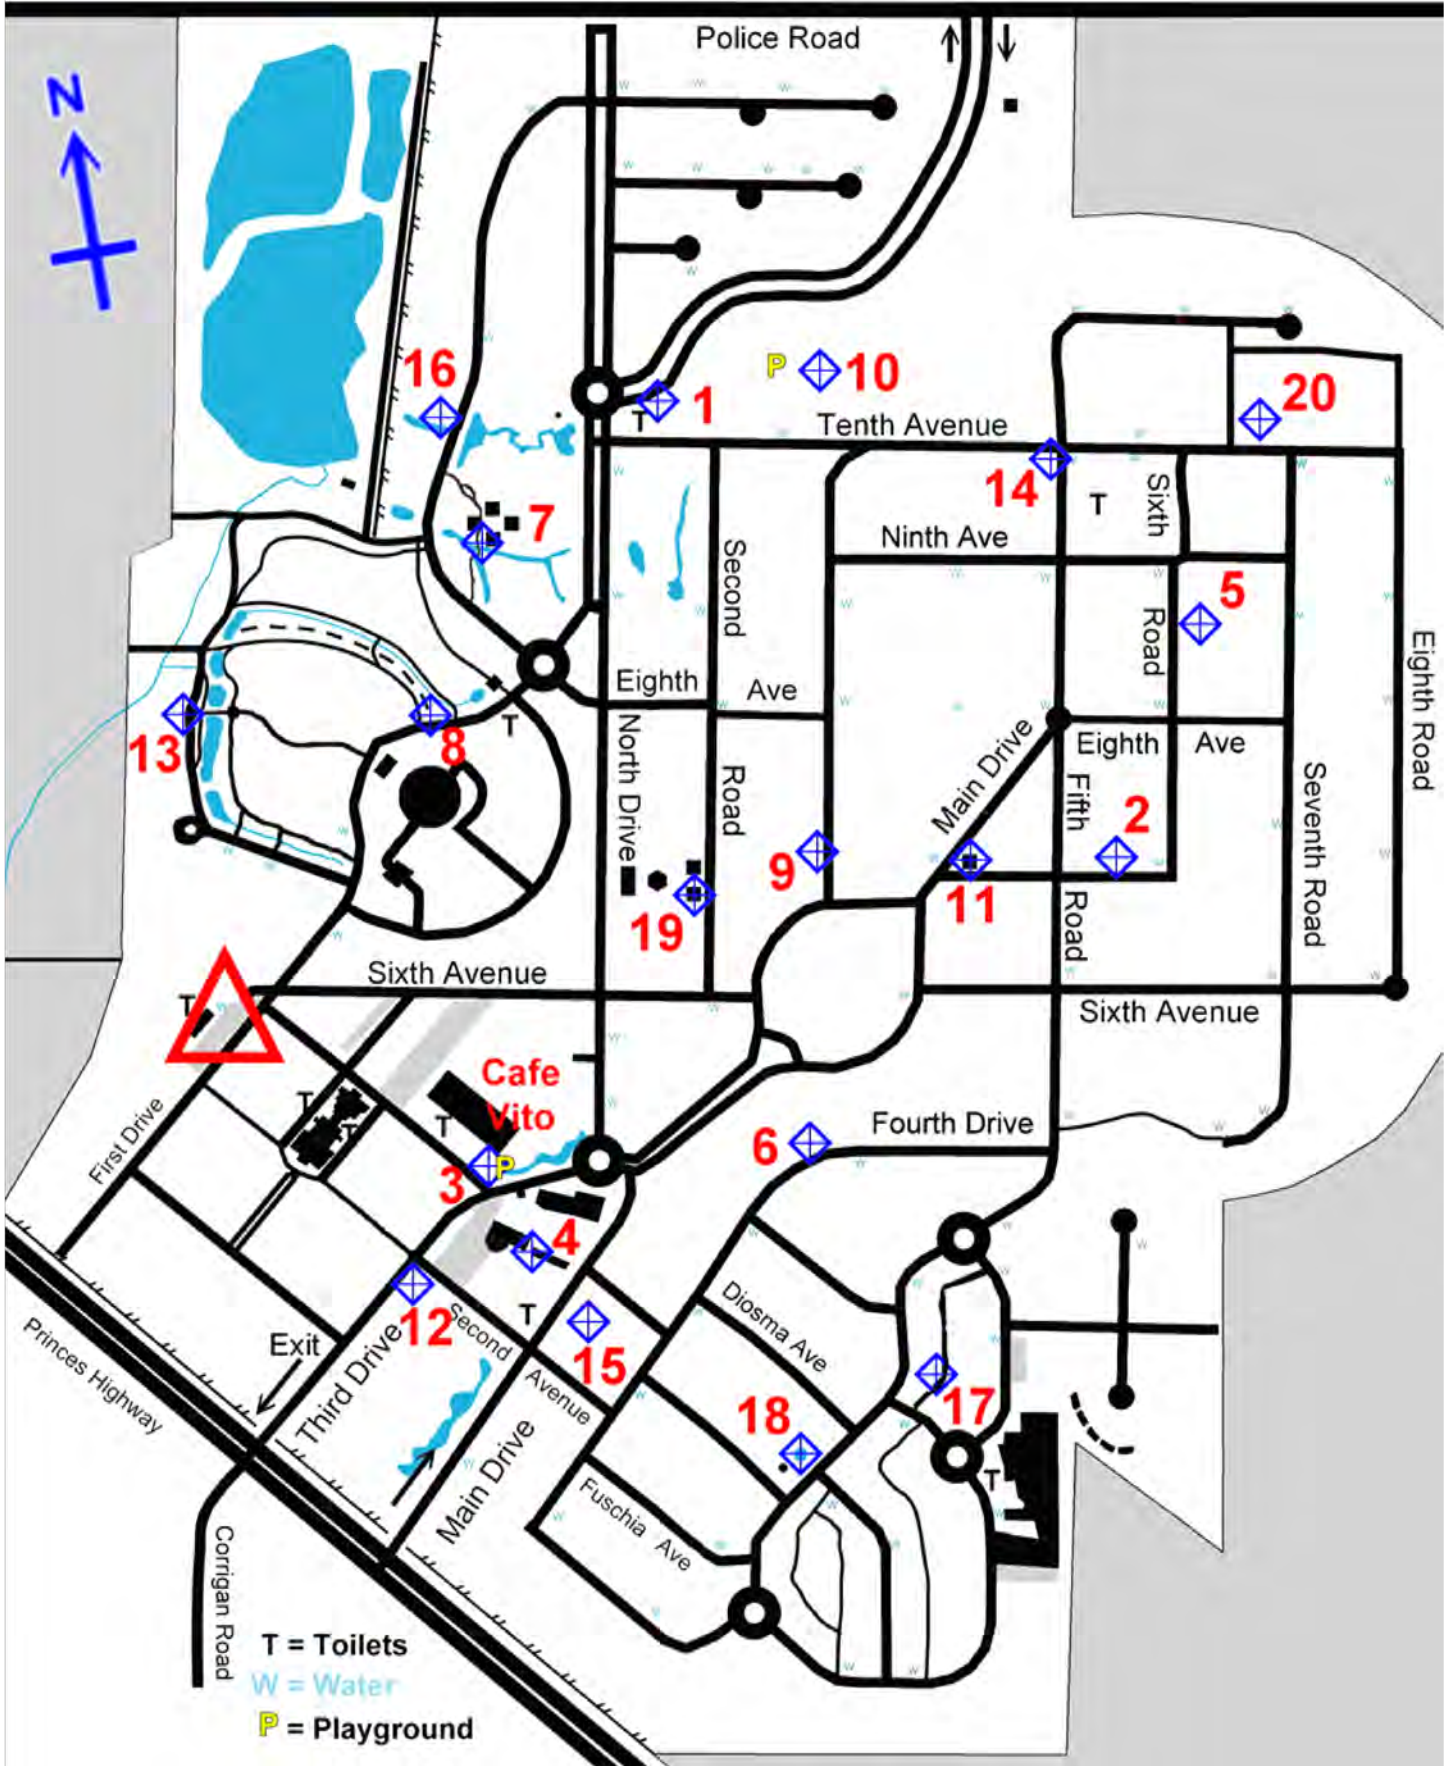 Police Road
N
16
1
P
10
20
T
Tenth Avenue
14
T
Sixth
7
Ninth Ave
Second
5
Road
Eighth Road
Eighth
Ave
13
8
T
North Drive
Road
Main Drive
Eighth
Ave
Fifth
2
Seventh Road
9
11
Road
19
Sixth Avenue
Sixth Avenue
T
Cafe
Vito
T
T
T
First Drive
Fourth Drive
6
3
P
4
Diosma Ave
T
12
Second
Avenue
15
Exit
Third Drive
Princes Highway
18
17
T
Main Drive
Fuschia Ave
Corrigan Road
T = Toilets
W = Water
P = Playground